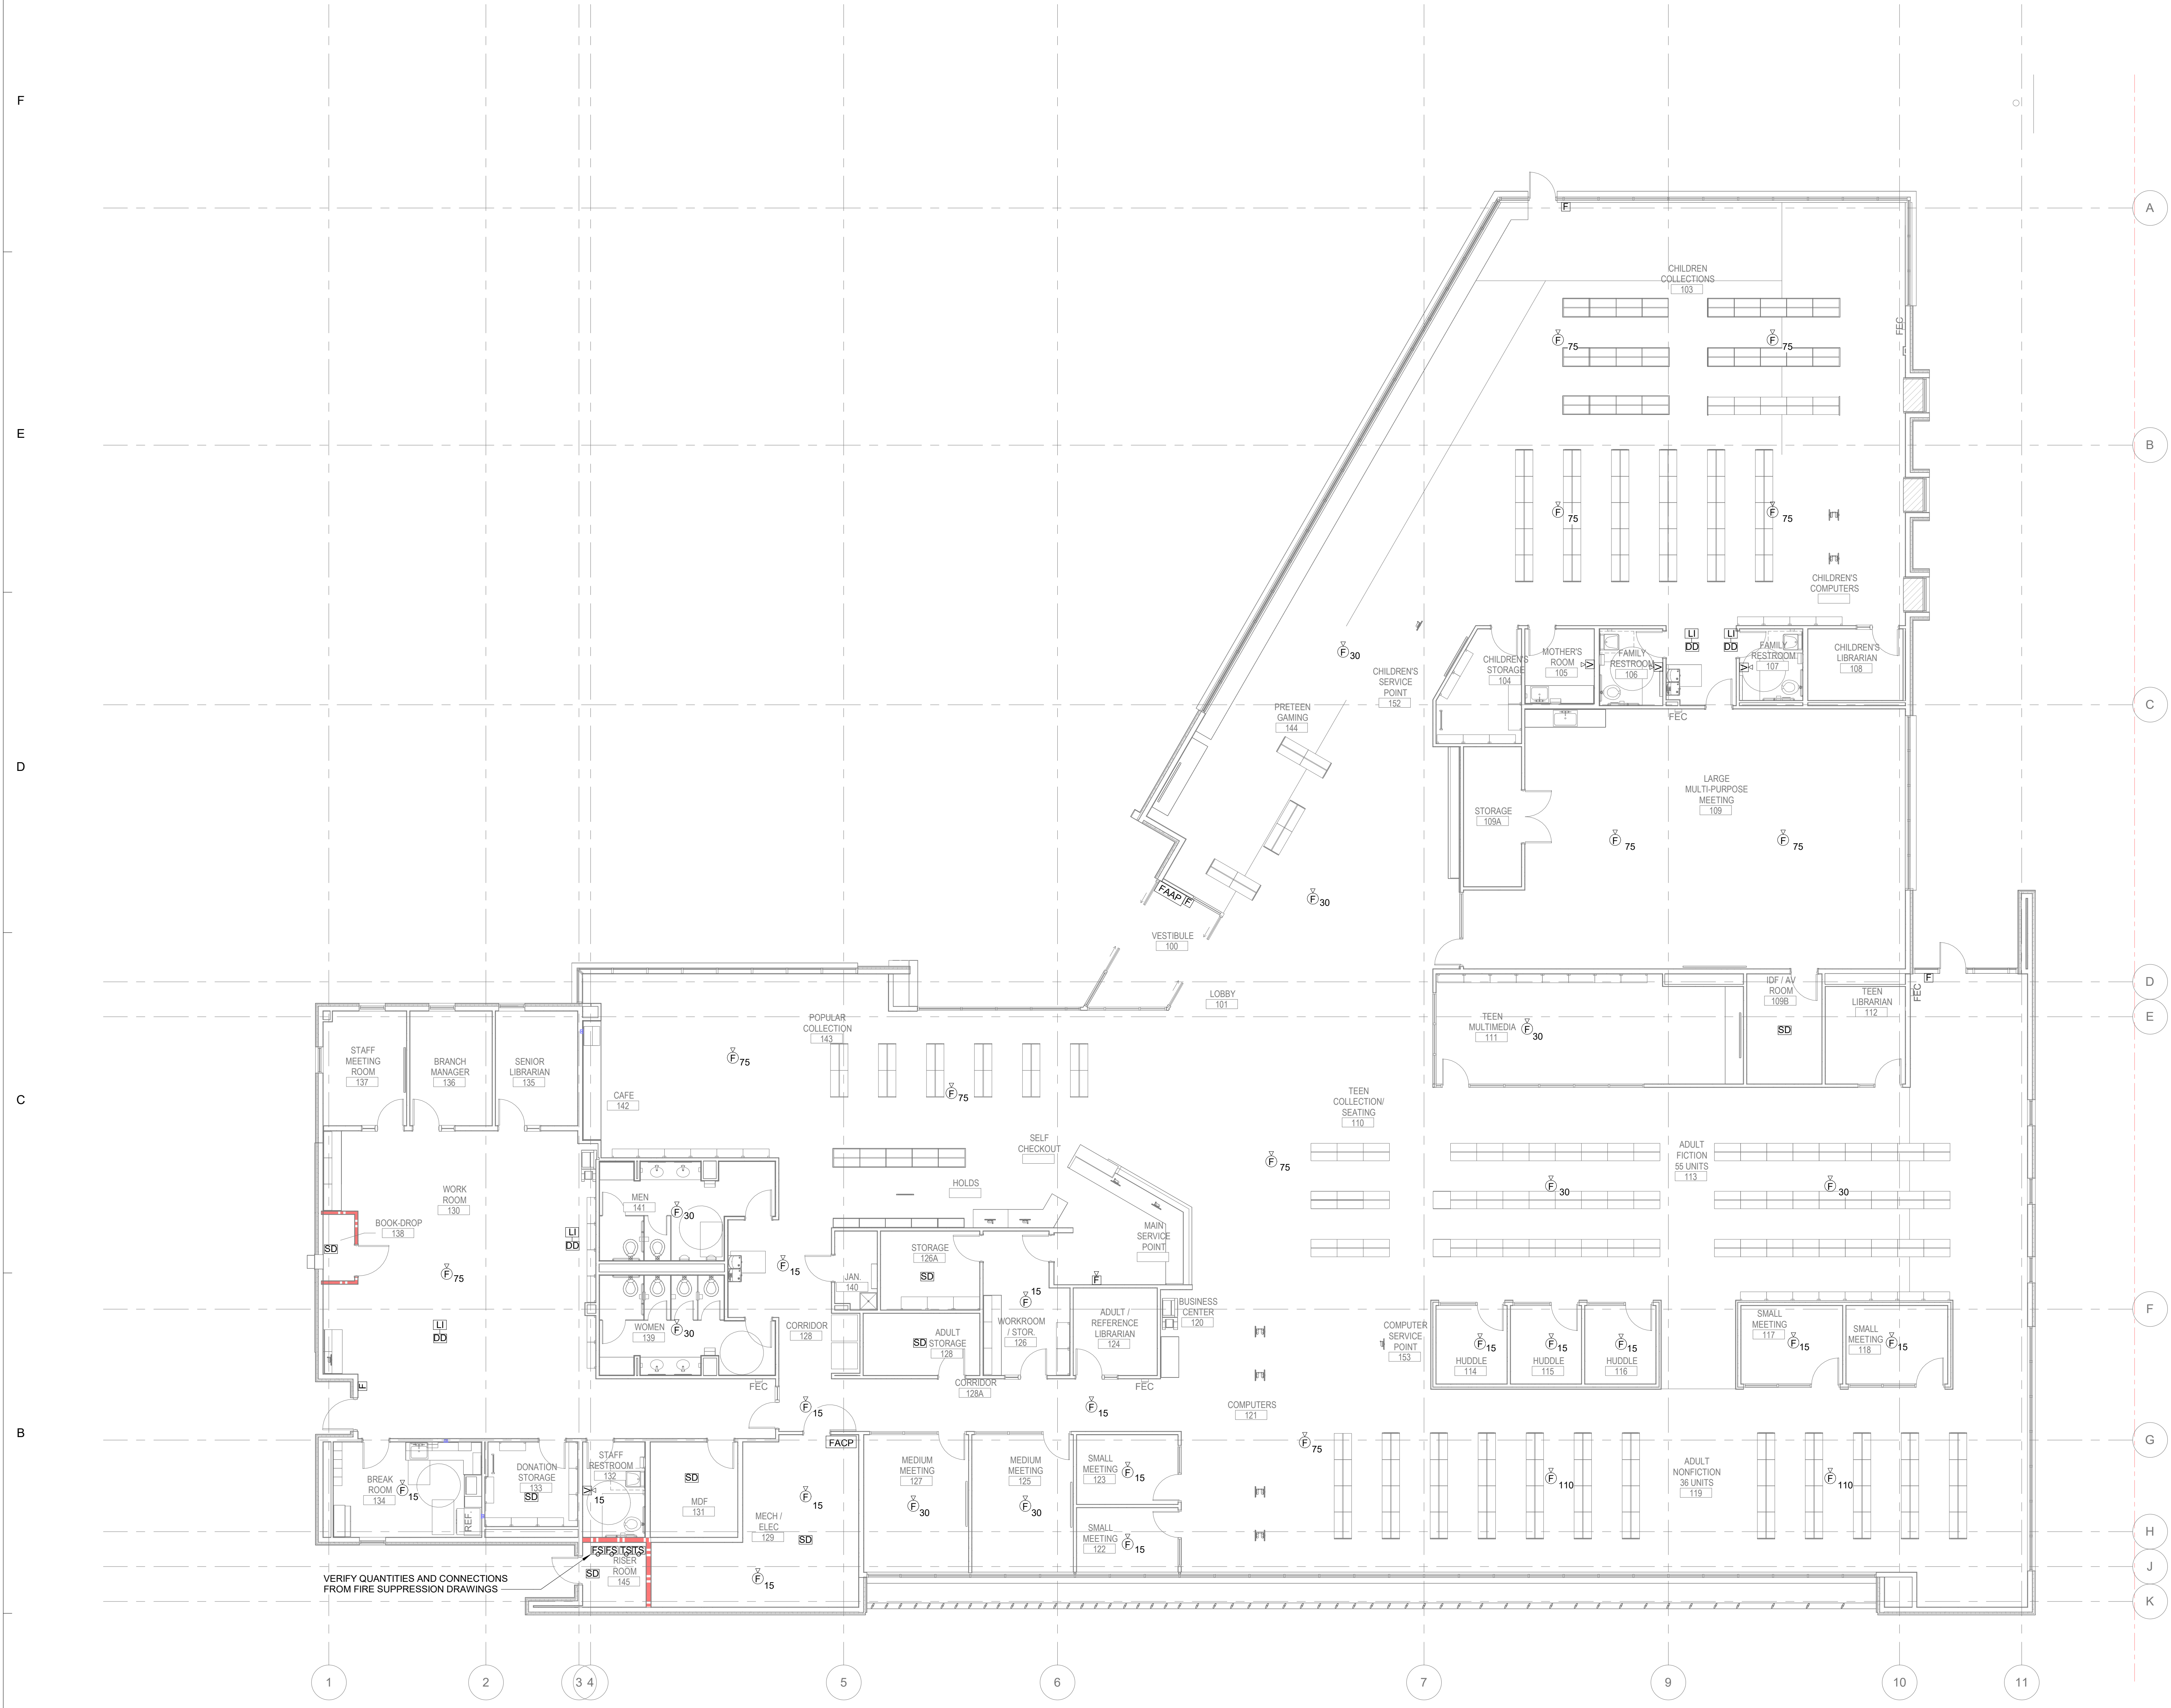 F
A
F
CHILDREN
COLLECTIONS
103
FEC
F 75
F 75
E
B
F 75
F 75
CHILDREN'S
COMPUTERS
LI
DD
LI
DD
F 30
CHILDREN'S
SERVICE
POINT
152
CHILDREN'S
STORAGE
104
MOTHER'S
ROOM
105
V
FAMILY
RESTROOM
106
V
FAMILY
RESTROOM
107
V
CHILDREN'S
LIBRARIAN
108
C
FEC
PRETEEN
GAMING
144
D
STORAGE
109A
LARGE
MULTI-PURPOSE
MEETING
109
F 75
F 75
FAAP F
F 30
VESTIBULE
100
LOBBY
101
D
E
F
FEC
IDF / AV
ROOM
109B
SD
TEEN
LIBRARIAN
112
TEEN
MULTIMEDIA
111
F 30
POPULAR
COLLECTION
143
F 75
F 75
STAFF
MEETING
ROOM
137
BRANCH
MANAGER
136
SENIOR
LIBRARIAN
135
CAFE
142
C
TEEN
COLLECTION/
SEATING
110
SELF
CHECKOUT
HOLDS
ADULT
FICTION
55 UNITS
113
F 75
F 30
F 30
WORK
ROOM
130
BOOK-DROP
138
SD
LI
DD
MEN
141
F 30
MAIN
SERVICE
POINT
F 75
F 15
STORAGE
126A
SD
JAN.
140
F
LI
DD
WOMEN
139
F 30
CORRIDOR
128
ADULT
STORAGE
128
SD
15
F
WORKROOM
/ STOR.
126
ADULT /
REFERENCE
LIBRARIAN
124
BUSINESS
CENTER
120
COMPUTER
SERVICE
POINT
153
F 15
HUDDLE
114
F 15
HUDDLE
115
F 15
HUDDLE
116
SMALL
MEETING
117
F 15
SMALL
MEETING
118
F 15
F
F
FEC
CORRIDOR
128A
FEC
F 15
F 15
COMPUTERS
121
B
FACP
G
F 75
BREAK
ROOM
134
F 15
REF.
DONATION
STORAGE
133
SD
STAFF
RESTROOM
132
V
15
SD
MDF
131
MECH /
ELEC
129
F 15
SD
F 15
MEDIUM
MEETING
127
F 30
MEDIUM
MEETING
125
F 30
SMALL
MEETING
123
F 15
SMALL
MEETING
122
F 15
F 110
F 110
ADULT
NONFICTION
36 UNITS
119
H
FS FS TS TS
RISER
ROOM
145
SD
J
VERIFY QUANTITIES AND CONNECTIONS
FROM FIRE SUPPRESSION DRAWINGS
K
1 2 3 4 5 6 7 9 10 11